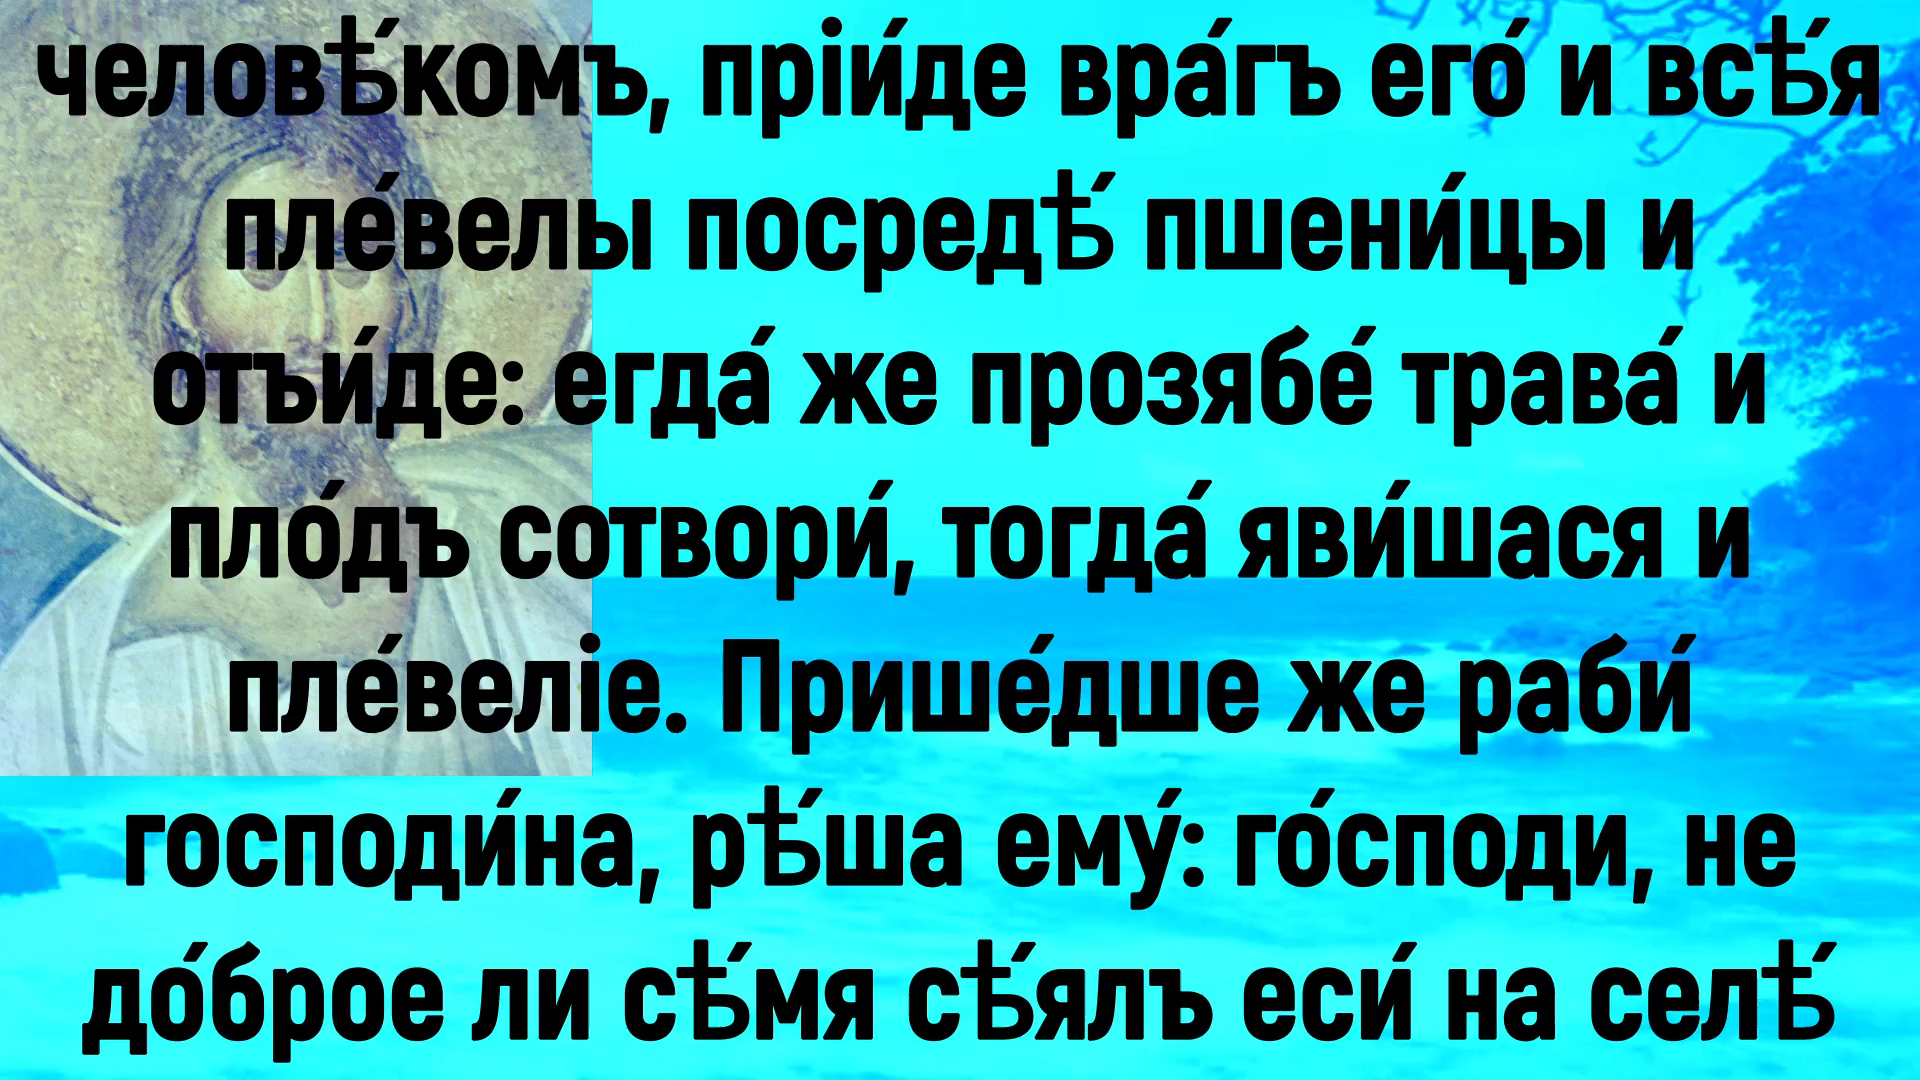 человѣ́комъ, прiи́де вра́гъ его́ и всѣ́я
пле́велы посредѣ́ пшени́цы и
отъи́де: егда́ же прозябе́ трава́ и
пло́дъ сотвори́, тогда́ яви́шася и
пле́велiе. Прише́дше же раби́
господи́на, рѣ́ша ему́: го́споди, не
до́брое ли сѣ́мя сѣ́ялъ еси́ на селѣ́